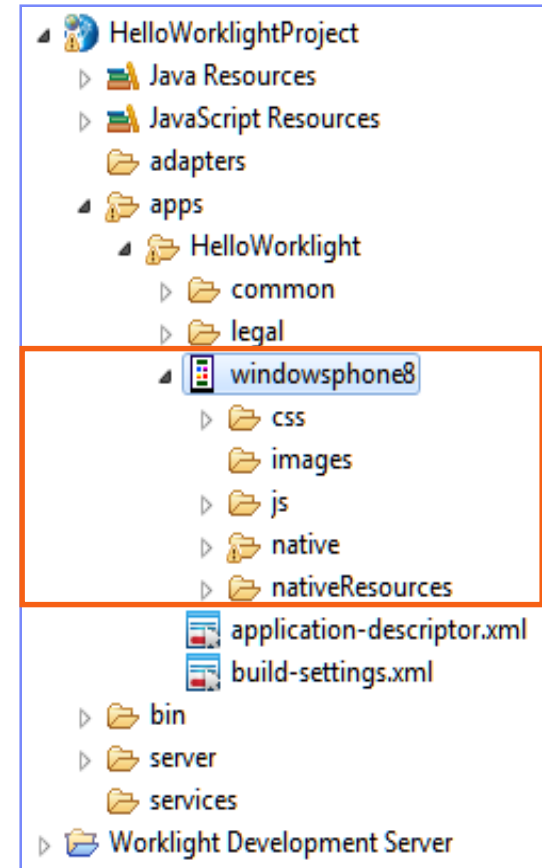 HelloWorklightProject
Java Resources
JavaScript Resources
adapters
apps
HelloWorklight
common
legal
windowsphone8
css
images
js
native
nativeResources
application-descriptor.xml
build-settings.xml
bin
server
services
Worklight Development Server